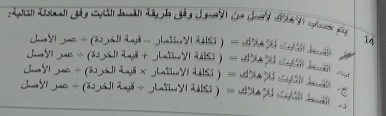 14 يتم حساب الإهلاك لأصل من الأصول وفق طريقة القسط الثابت وفق المعادلة التالية:
القسط الثابت للإهلاك = ( تكلفة الاستثمار – قيمة الخردة) ÷ عمر الأصل
ب- القسط الثابت للإهلاك = ( تكلفة الاستثمار + قيمة الخردة) ÷ عمر الأصل
ج- القسط الثابت للإهلاك = ( تكلفة الاستثمار × قيمة الخردة) ÷ عمر الأصل
د- القسط الثابت للإهلاك = ( تكلفة الاستثمار ÷ قيمة الخردة) ÷ عمر الأصل